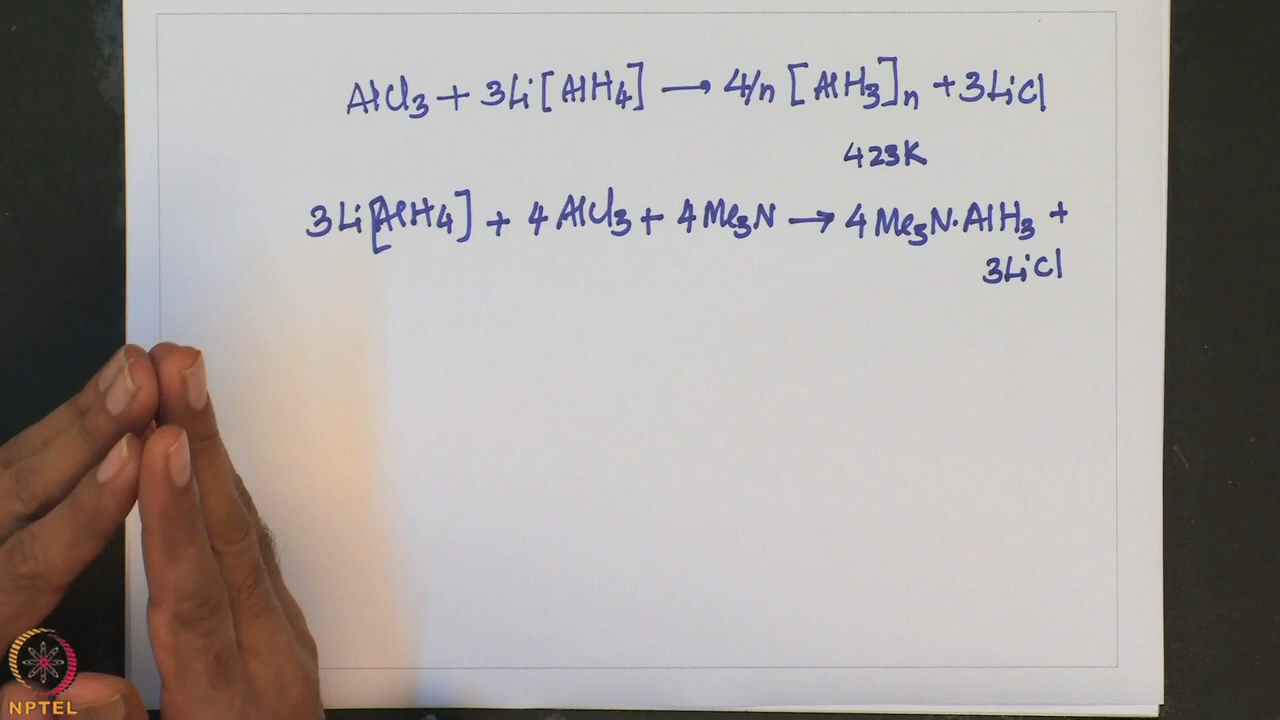 AlCl3 + 3Li[AlH4] ⟶ 4/n [AlH3]n + 3LiCl
423K
3Li[AlH4] + 4AlCl3 + 4Me3N ⟶ 4Me3N·AlH3 +
3LiCl
NPTEL